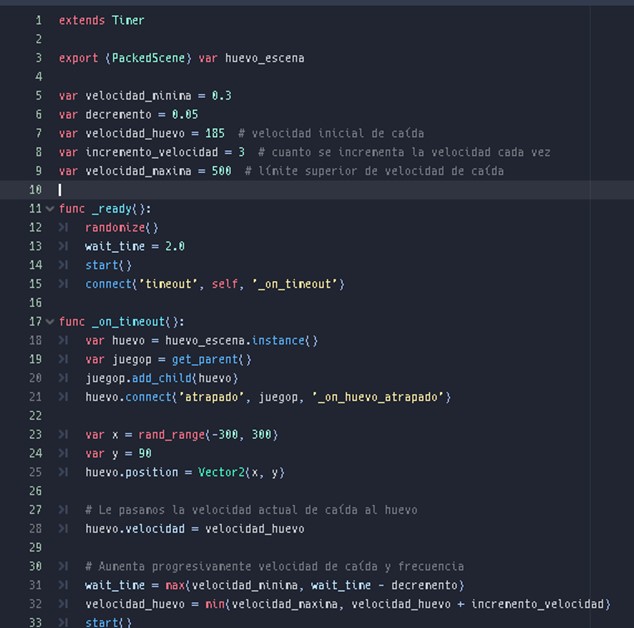 1 extends Timer
2
3 export (PackedScene) var huevo_escena
4
5 var velocidad_minima = 0.3
6 var decremento = 0.05
7 var velocidad_huevo = 185 # velocidad inicial de caída
8 var incremento_velocidad = 3 # cuanto se incrementa la velocidad cada vez
9 var velocidad_maxima = 500 # límite superior de velocidad de caída
10
11 func _ready():
12 randomize()
13 wait_time = 2.0
14 start()
15 connect('timeout', self, '_on_timeout')
16
17 func _on_timeout():
18 var huevo = huevo_escena.instance()
19 var juegop = get_parent()
20 juegop.add_child(huevo)
21 huevo.connect('atrapado', juegop, '_on_huevo_atrapado')
22
23 var x = rand_range(-300, 300)
24 var y = 90
25 huevo.position = Vector2(x, y)
26
27 # Le pasamos la velocidad actual de caída al huevo
28 huevo.velocidad = velocidad_huevo
29
30 # Aumenta progresivamente velocidad de caída y frecuencia
31 wait_time = max(velocidad_minima, wait_time - decremento)
32 velocidad_huevo = min(velocidad_maxima, velocidad_huevo + incremento_velocidad)
33 start()